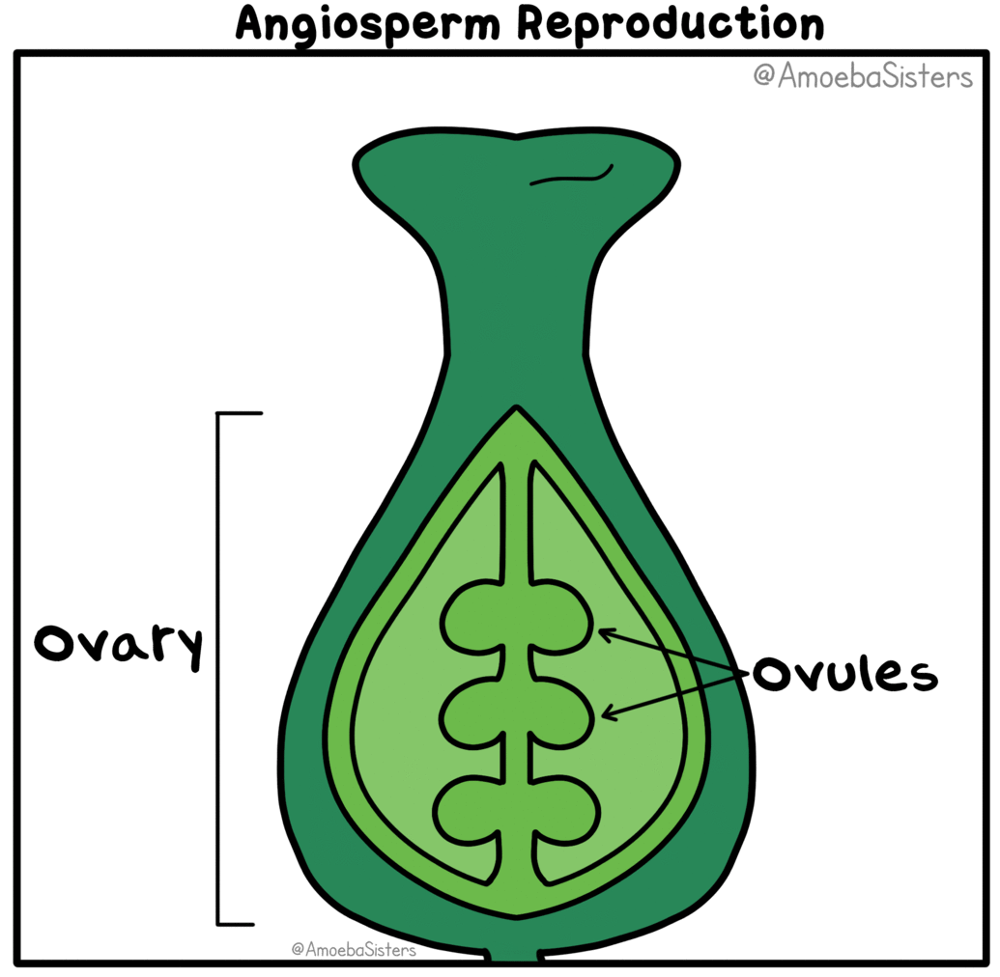 Angiosperm Reproduction
@AmoebaSisters
Ovary
Ovules
@AmoebaSisters